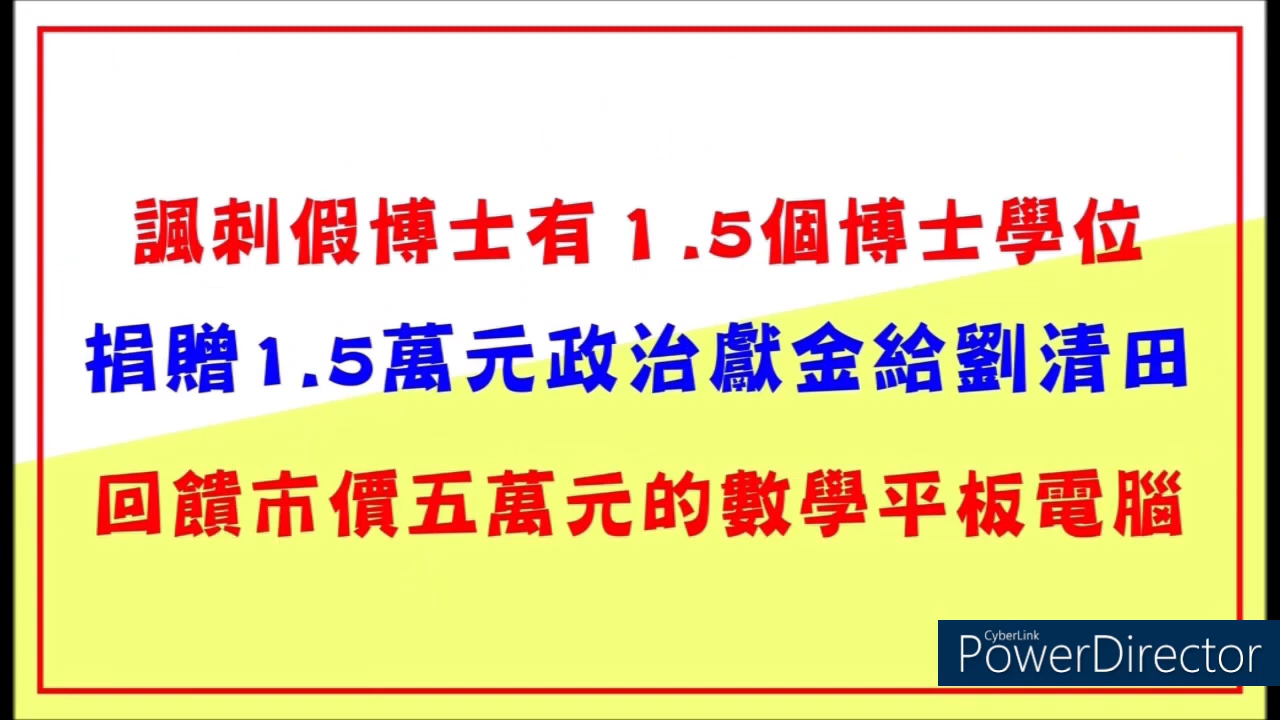 諷刺假博士有1.5個博士學位
捐贈1.5萬元政治獻金給劉清田
回饋市價五萬元的數學平板電腦
CyberLink
PowerDirector